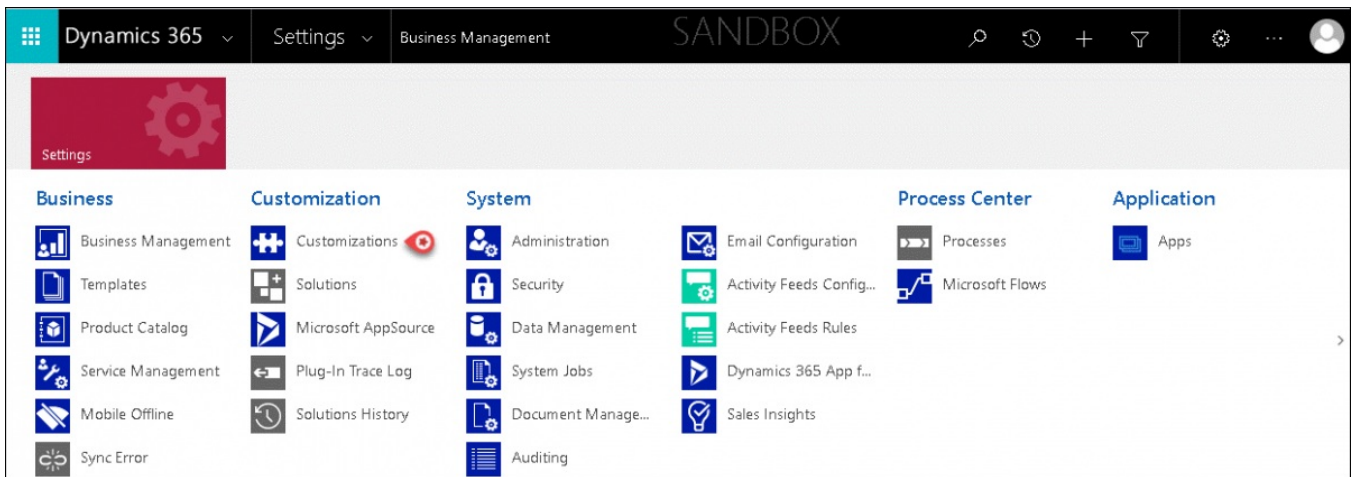 Dynamics 365 Settings Business Management SANDBOX
Settings
Business
Business Management
Templates
Product Catalog
Service Management
Mobile Offline
Sync Error
Customization
Customizations
Solutions
Microsoft AppSource
Plug-In Trace Log
Solutions History
System
Administration
Security
Data Management
System Jobs
Document Manage...
Auditing
Email Configuration
Activity Feeds Config...
Activity Feeds Rules
Dynamics 365 App f...
Sales Insights
Process Center
Processes
Microsoft Flows
Application
Apps